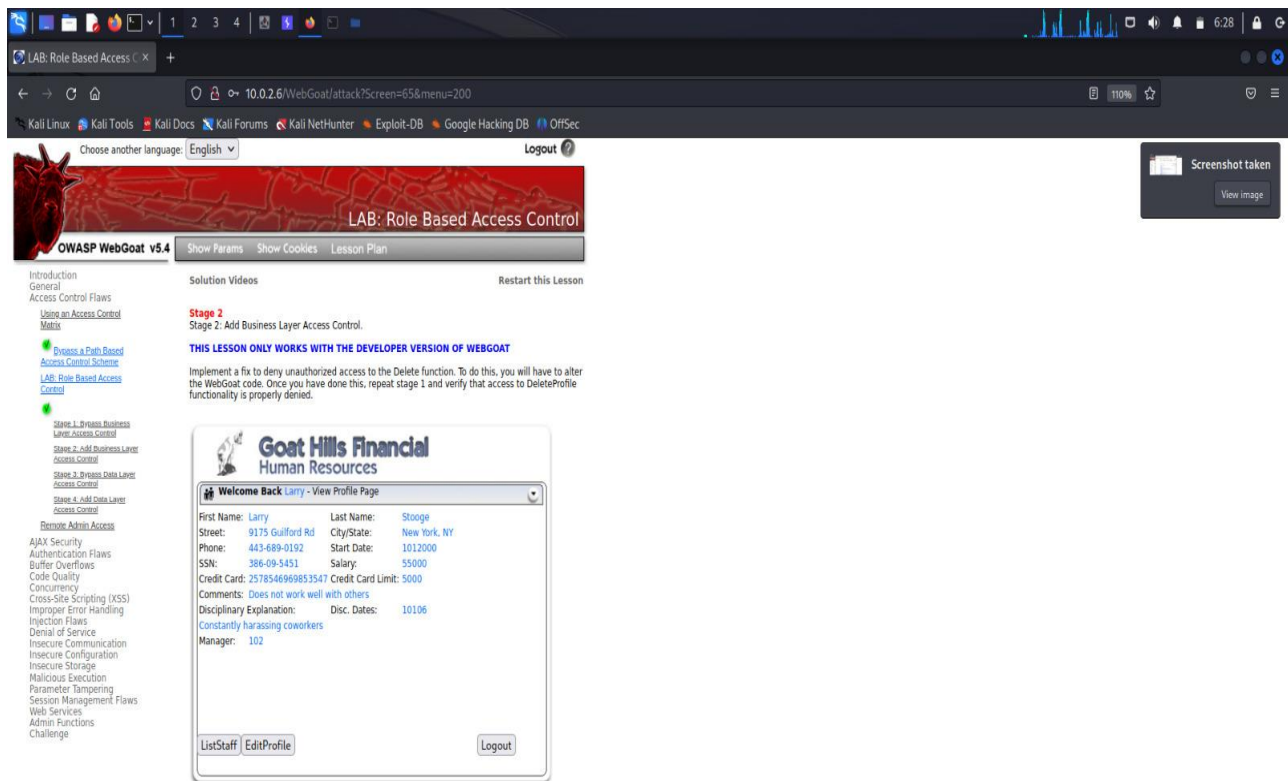 1 2 3 4 6:28
LAB: Role Based Access C
10.0.2.6/WebGoat/attack?Screen=65&menu=200 110%
Kali Linux Kali Tools Kali Docs Kali Forums Kali NetHunter Exploit-DB Google Hacking DB OffSec
Choose another language: English Logout ?
Screenshot taken
View image
LAB: Role Based Access Control
OWASP WebGoat v5.4 Show Params Show Cookies Lesson Plan
Introduction
General
Access Control Flaws
Using an Access Control
Matrix
Bypass a Path Based
Access Control Scheme
LAB: Role Based Access
Control
Stage 1: Bypass Business
Layer Access Control
Stage 2: Add Business Layer
Access Control
Stage 3: Bypass Data Layer
Access Control
Stage 4: Add Data Layer
Access Control
Remote Admin Access
AJAX Security
Authentication Flaws
Buffer Overflows
Code Quality
Concurrency
Cross-Site Scripting (XSS)
Improper Error Handling
Injection Flaws
Denial of Service
Insecure Communication
Insecure Configuration
Insecure Storage
Malicious Execution
Parameter Tampering
Session Management Flaws
Web Services
Admin Functions
Challenge
Solution Videos Restart this Lesson
Stage 2
Stage 2: Add Business Layer Access Control.
THIS LESSON ONLY WORKS WITH THE DEVELOPER VERSION OF WEBGOAT
Implement a fix to deny unauthorized access to the Delete function. To do this, you will have to alter
the WebGoat code. Once you have done this, repeat stage 1 and verify that access to DeleteProfile
functionality is properly denied.
Goat Hills Financial
Human Resources
Welcome Back Larry - View Profile Page
First Name: Larry Last Name: Stooge
Street: 9175 Guilford Rd City/State: New York, NY
Phone: 443-689-0192 Start Date: 1012000
SSN: 386-09-5451 Salary: 55000
Credit Card: 2578546969853547 Credit Card Limit: 5000
Comments: Does not work well with others
Disciplinary Explanation: Disc. Dates: 10106
Constantly harassing coworkers
Manager: 102
ListStaff EditProfile Logout